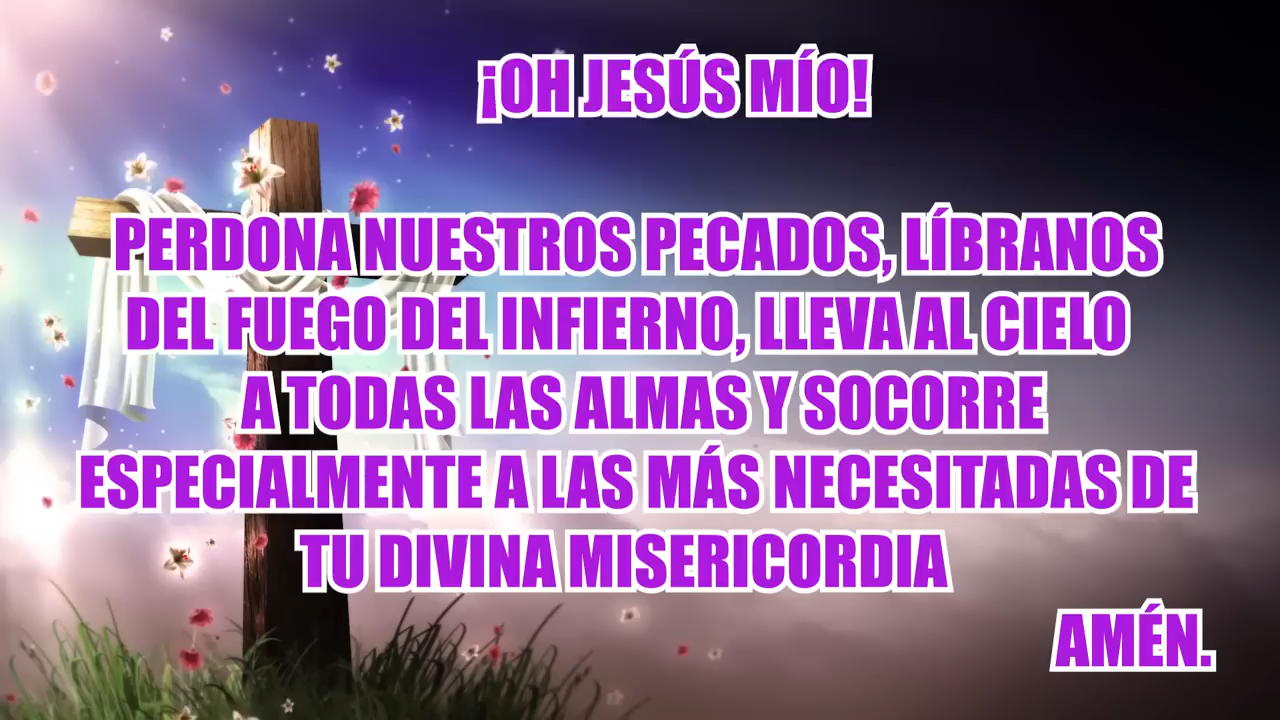 ¡OH JESÚS MÍO!
PERDONA NUESTROS PECADOS, LÍBRANOS
DEL FUEGO DEL INFIERNO, LLEVA AL CIELO
A TODAS LAS ALMAS Y SOCORRE
ESPECIALMENTE A LAS MÁS NECESITADAS DE
TU DIVINA MISERICORDIA
AMÉN.